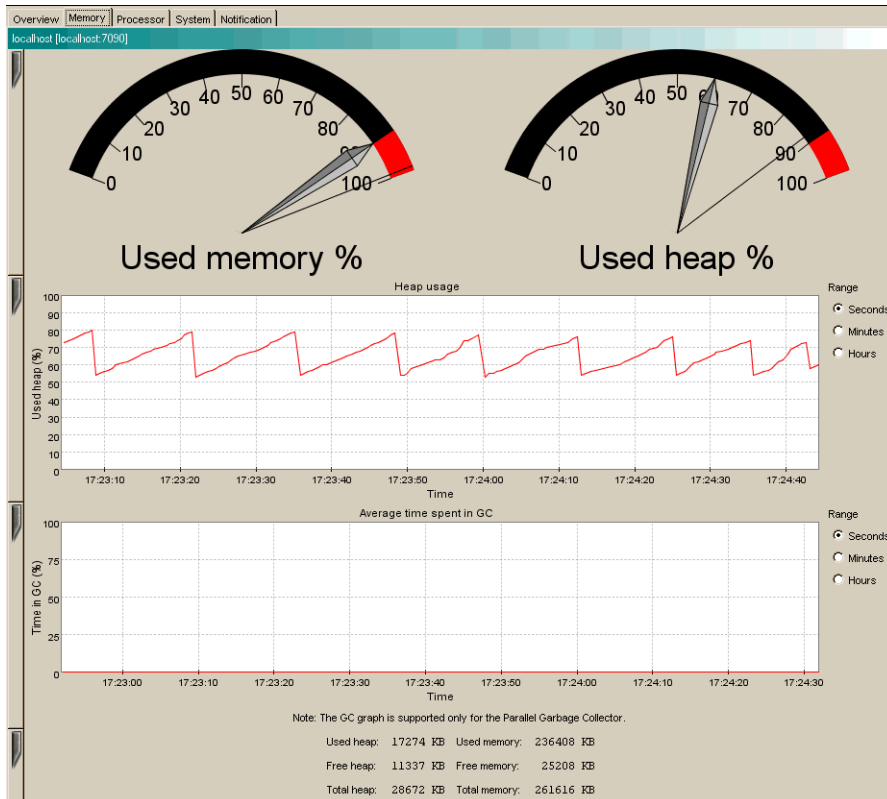 Overview Memory Processor System Notification
localhost [localhost:7090]
0 10 20 30 40 50 60 70 80 90 100
Used memory %
0 10 20 30 40 50 60 70 80 90 100
Used heap %
Heap usage
Used heap (%)
100
90
80
70
60
50
40
30
20
10
0
17:23:10 17:23:20 17:23:30 17:23:40 17:23:50 17:24:00 17:24:10 17:24:20 17:24:30 17:24:40
Time
Range
Seconds
Minutes
Hours
Average time spent in GC
Time in GC (%)
100
75
50
25
0
17:23:00 17:23:10 17:23:20 17:23:30 17:23:40 17:23:50 17:24:00 17:24:10 17:24:20 17:24:30
Time
Range
Seconds
Minutes
Hours
Note: The GC graph is supported only for the Parallel Garbage Collector.
Used heap: 17274 KB Used memory: 236408 KB
Free heap: 11337 KB Free memory: 25208 KB
Total heap: 28672 KB Total memory: 261616 KB